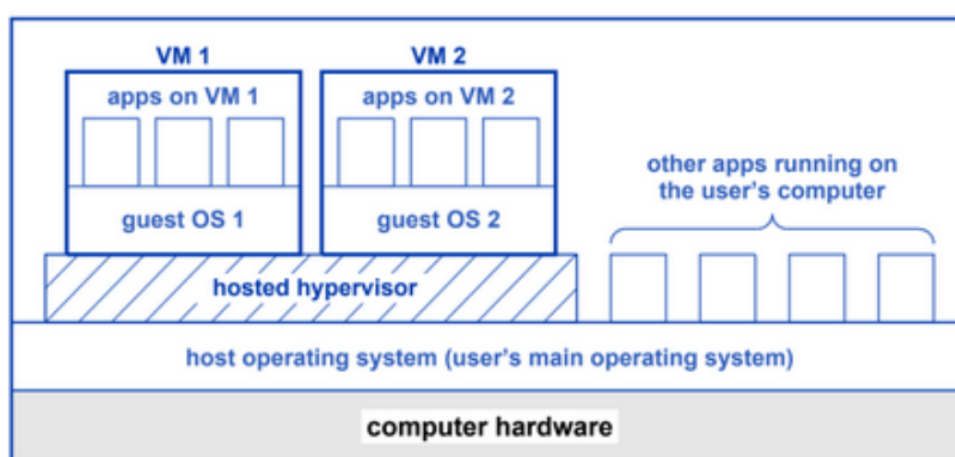 VM 1
VM 2
apps on VM 1
apps on VM 2
other apps running on
the user's computer
guest OS 1
guest OS 2
hosted hypervisor
host operating system (user's main operating system)
computer hardware